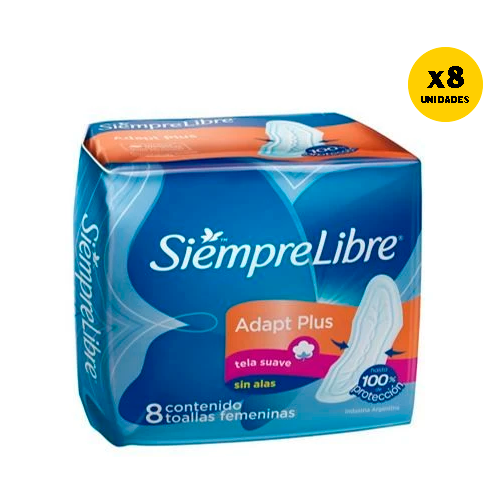 x8
UNIDADES
Adapt Plus
100%
SiempreLibre
SiempreLibre®
Adapt Plus
tela suave
sin alas
hasta
100%
de
protección
8 contenido
toallas femeninas
Industria Argentina